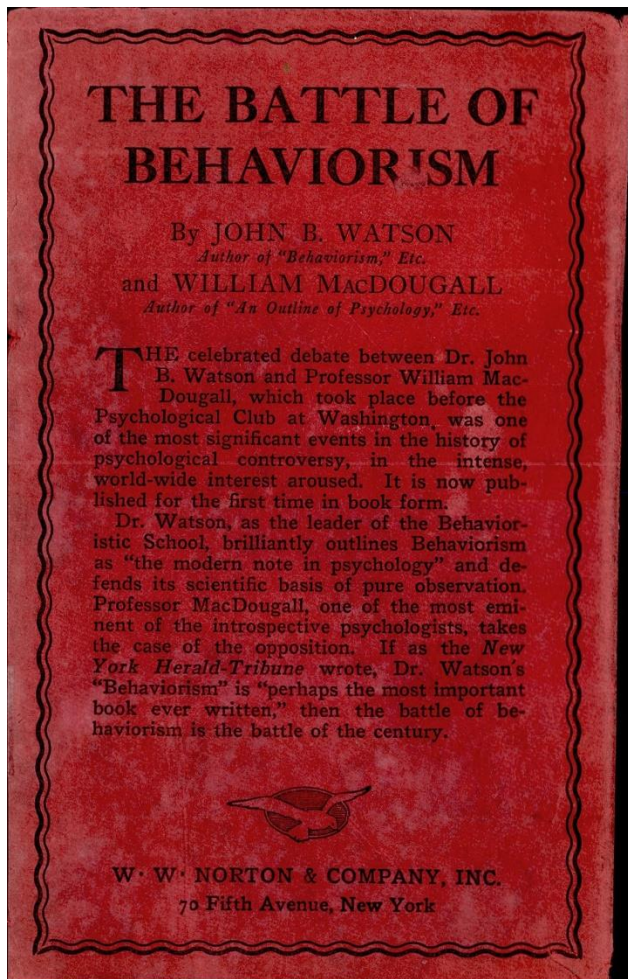 THE BATTLE OF
BEHAVIORISM
By JOHN B. WATSON
Author of "Behaviorism," Etc.
and WILLIAM MACDOUGALL
Author of "An Outline of Psychology," Etc.
THE celebrated debate between Dr. John
B. Watson and Professor William Mac-
Dougall, which took place before the
Psychological Club at Washington, was one
of the most significant events in the history of
psychological controversy, in the intense,
world-wide interest aroused. It is now pub-
lished for the first time in book form.
Dr. Watson, as the leader of the Behavior-
istic School, brilliantly outlines Behaviorism
as "the modern note in psychology" and de-
fends its scientific basis of pure observation.
Professor MacDougall, one of the most emi-
nent of the introspective psychologists, takes
the case of the opposition. If as the New
York Herald-Tribune wrote, Dr. Watson's
"Behaviorism" is "perhaps the most important
book ever written," then the battle of be-
haviorism is the battle of the century.
W · W · NORTON & COMPANY, INC.
70 Fifth Avenue, New York